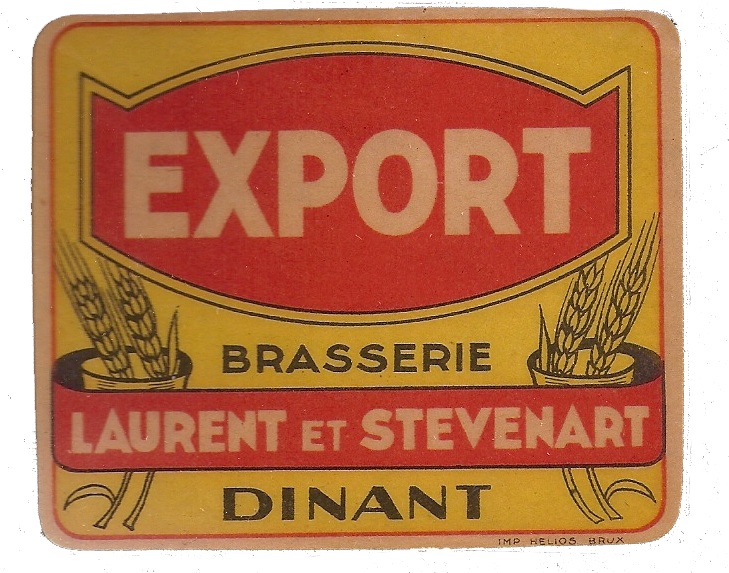 EXPORT
BRASSERIE
LAURENT ET STEVENART
DINANT
IMP HELIOS BRUX